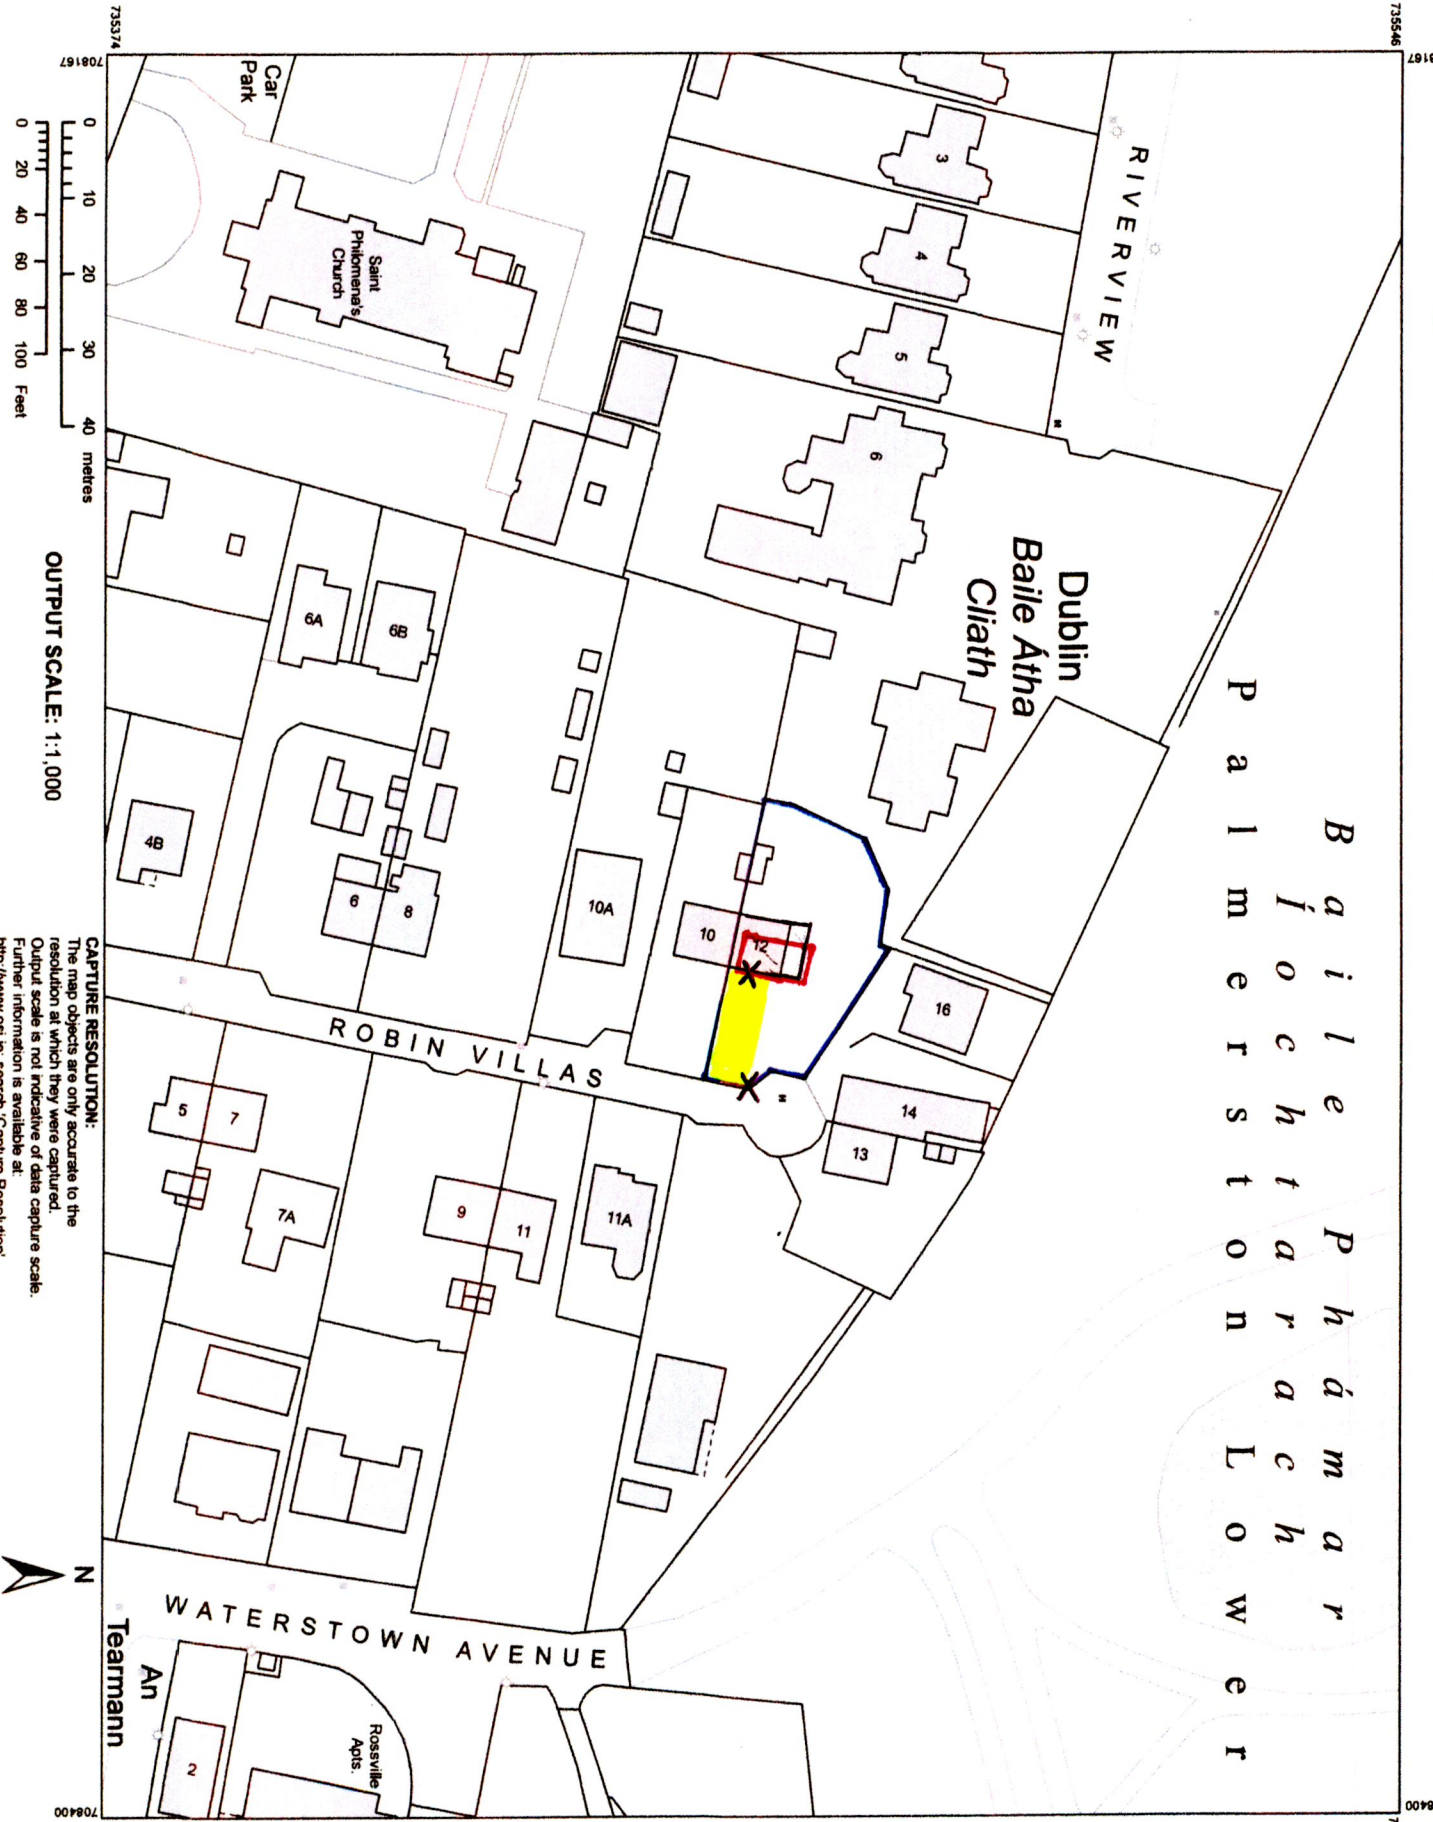 735374
735546
708167
8167
Car
Park
RIVERVIEW
3
4
5
6
Saint
Philomena's
Church
0 10 20 30 40 metres
0 20 40 60 80 100 Feet
OUTPUT SCALE: 1:1,000
Dublin
Baile Átha
Cliath
Baile Phámar
Íochtarach
Palmerston Lower
6A
6B
4B
6
8
10A
10
12
16
14
13
ROBIN VILLAS
5
7
7A
9
11
11A
CAPTURE RESOLUTION:
The map objects are only accurate to the
resolution at which they were captured.
Output scale is not indicative of data capture scale.
Further information is available at:
N
WATERSTOWN AVENUE
An
Tearmann
2
Rossville
Apts.
708400
8400